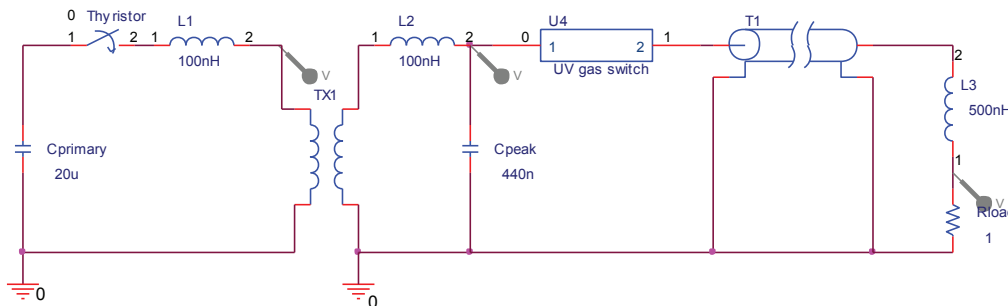 0 Thyristor
1 2 1 L1 2
100nH
V
TX1
Cprimary
20u
0
1 L2 2
100nH
V
Cpeak
440n
0
0 U4 1
1 2
UV gas switch
T1
2
L3
500nH
1
V
Rload
1